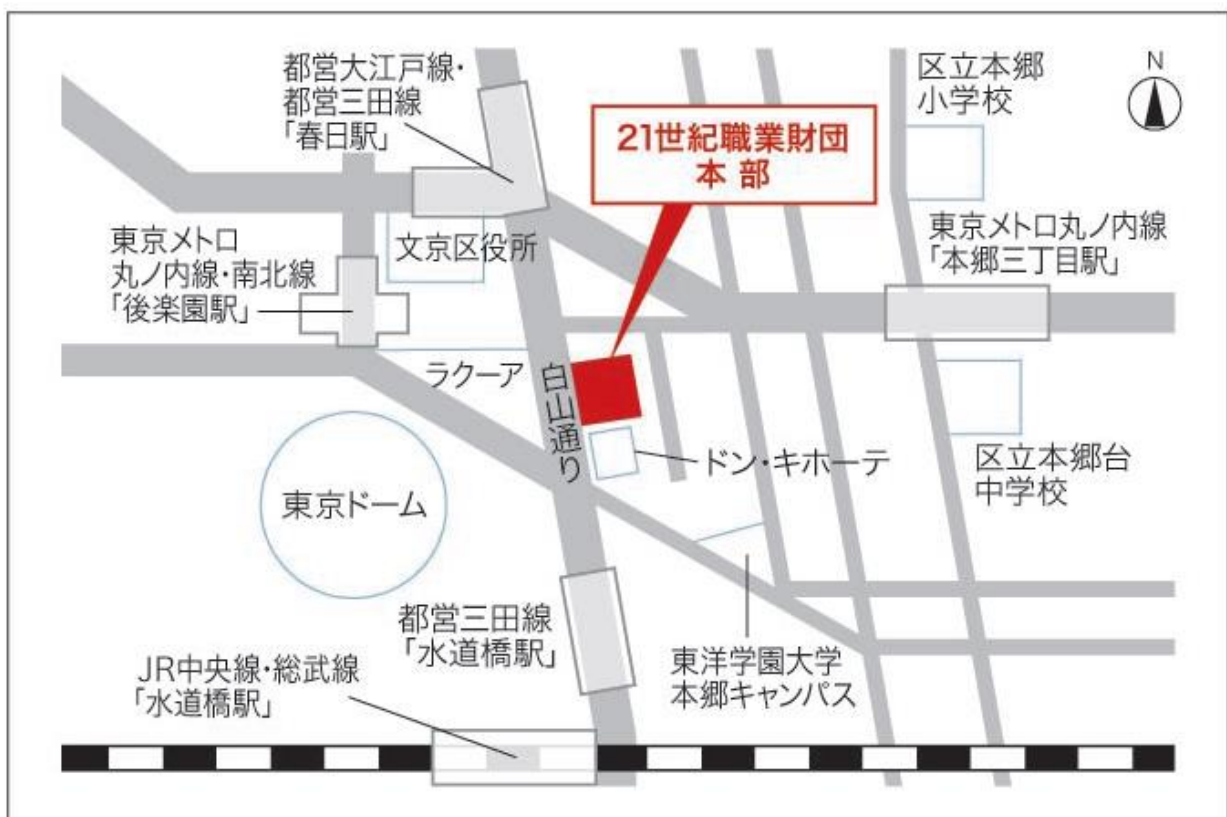 都営大江戸線・
都営三田線
「春日駅」
区立本郷
小学校
N
21世紀職業財団
本部
東京メトロ
丸ノ内線・南北線
「後楽園駅」
文京区役所
東京メトロ丸ノ内線
「本郷三丁目駅」
ラクーア
白山通り
ドン・キホーテ
区立本郷台
中学校
東京ドーム
都営三田線
「水道橋駅」
JR中央線・総武線
「水道橋駅」
東洋学園大学
本郷キャンパス